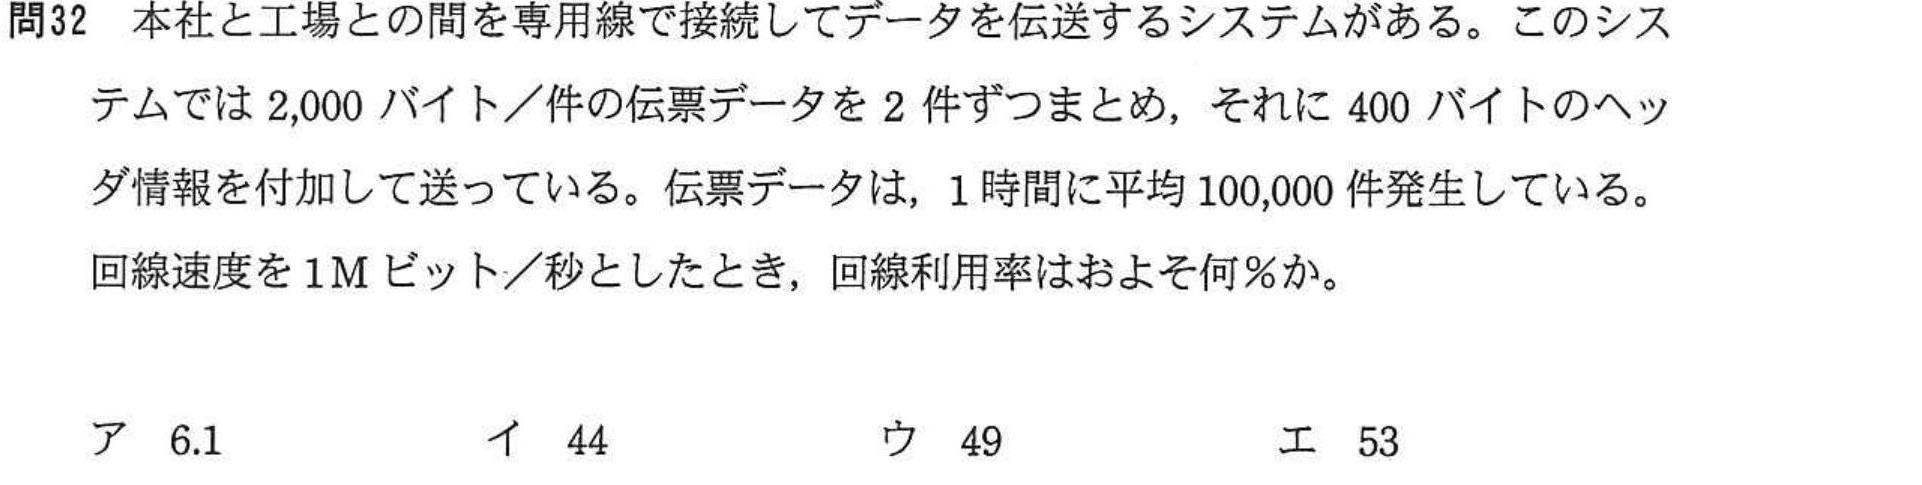 問32 本社と工場との間を専用線で接続してデータを伝送するシステムがある。このシス
テムでは 2,000 バイト／件の伝票データを 2 件ずつまとめ，それに 400 バイトのヘッ
ダ情報を付加して送っている。伝票データは，1 時間に平均 100,000 件発生している。
回線速度を 1M ビット／秒としたとき，回線利用率はおよそ何％か。
ア 6.1 イ 44 ウ 49 エ 53